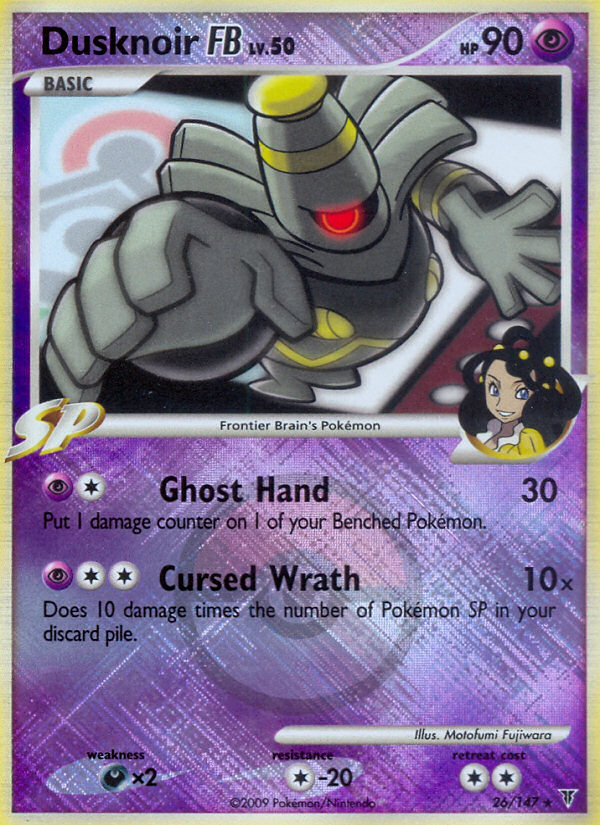 Dusknoir FB LV.50 HP 90
BASIC
SP
Frontier Brain's Pokémon
Ghost Hand 30
Put 1 damage counter on 1 of your Benched Pokémon.
Cursed Wrath 10x
Does 10 damage times the number of Pokémon SP in your
discard pile.
Illus. Motofumi Fujiwara
weakness resistance retreat cost
×2 -20
©2009 Pokémon/Nintendo 26/147